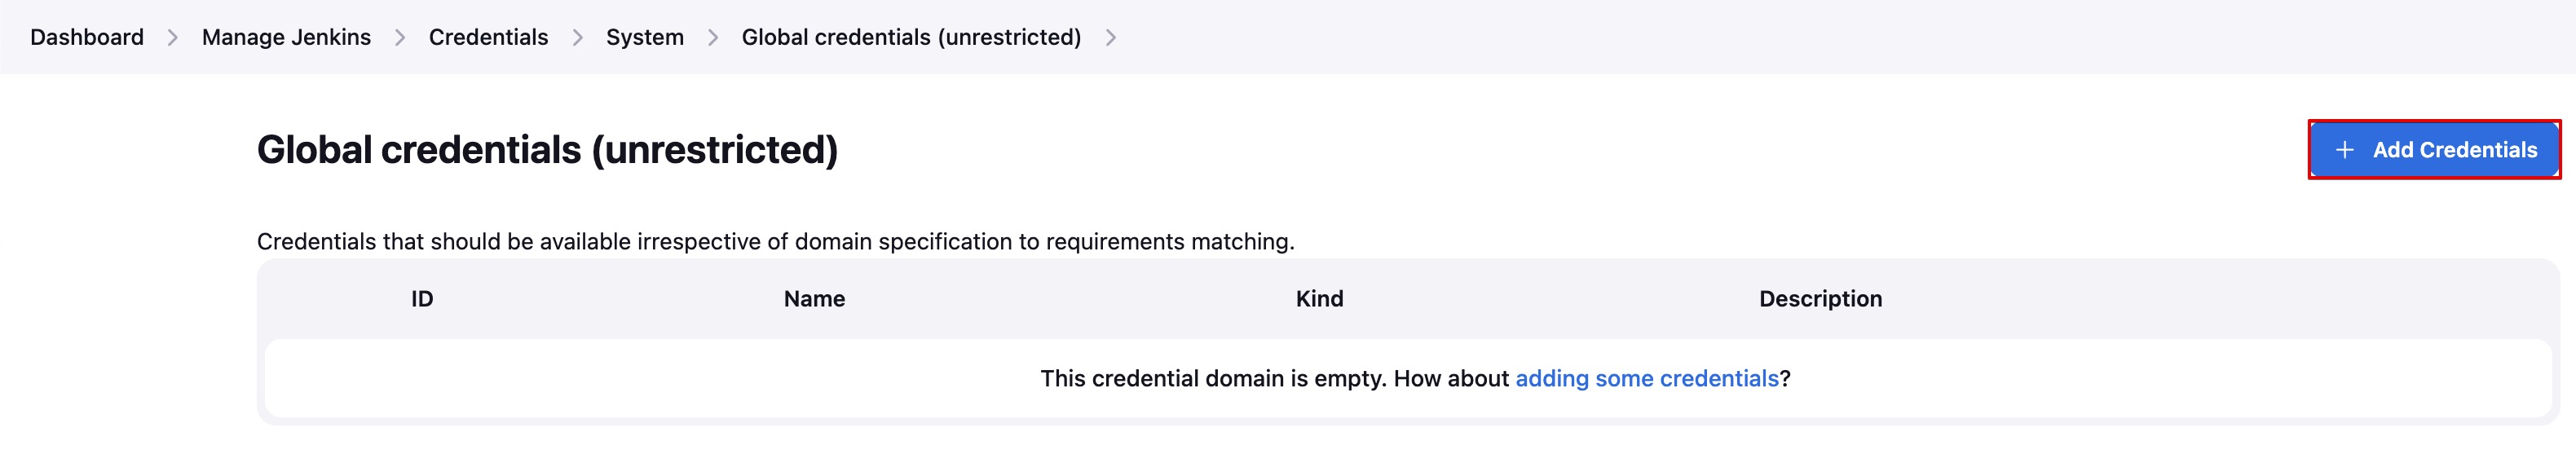 Dashboard > Manage Jenkins > Credentials > System > Global credentials (unrestricted) >
Global credentials (unrestricted)
+ Add Credentials
Credentials that should be available irrespective of domain specification to requirements matching.
ID Name Kind Description
This credential domain is empty. How about adding some credentials?